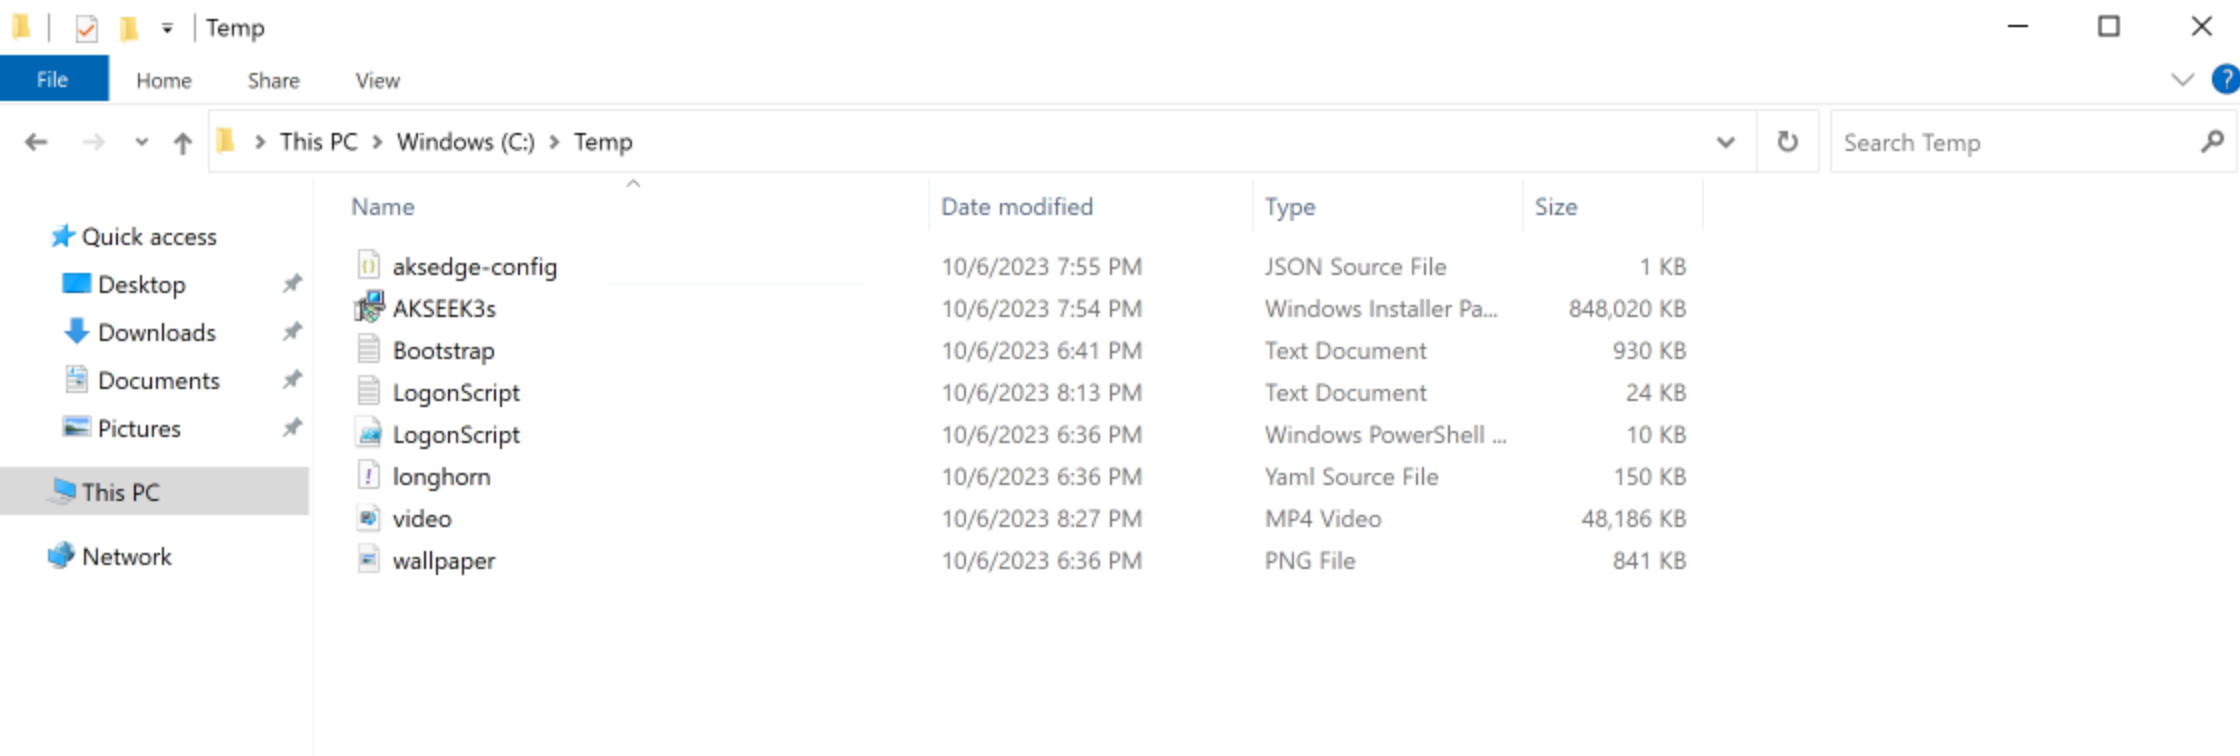 Temp
File Home Share View ?
This PC > Windows (C:) > Temp Search Temp
Name Date modified Type Size
Quick access
Desktop
Downloads
Documents
Pictures
This PC
Network
aksedge-config 10/6/2023 7:55 PM JSON Source File 1 KB
AKSEEK3s 10/6/2023 7:54 PM Windows Installer Pa... 848,020 KB
Bootstrap 10/6/2023 6:41 PM Text Document 930 KB
LogonScript 10/6/2023 8:13 PM Text Document 24 KB
LogonScript 10/6/2023 6:36 PM Windows PowerShell ... 10 KB
longhorn 10/6/2023 6:36 PM Yaml Source File 150 KB
video 10/6/2023 8:27 PM MP4 Video 48,186 KB
wallpaper 10/6/2023 6:36 PM PNG File 841 KB